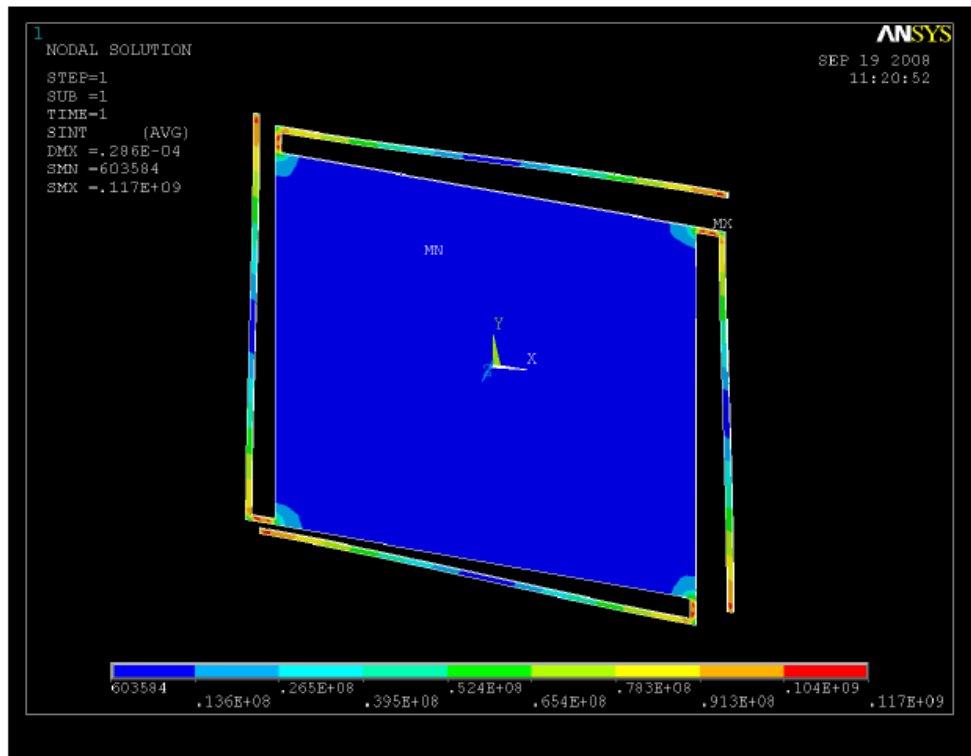 1
NODAL SOLUTION
STEP=1
SUB =1
TIME=1
SINT (AVG)
DMX =.286E-04
SMN =603584
SMX =.117E+09
ANSYS
SEP 19 2008
11:20:52
MX
MN
Y
X
Z
603584
.136E+08
.265E+08
.395E+08
.524E+08
.654E+08
.783E+08
.913E+08
.104E+09
.117E+09